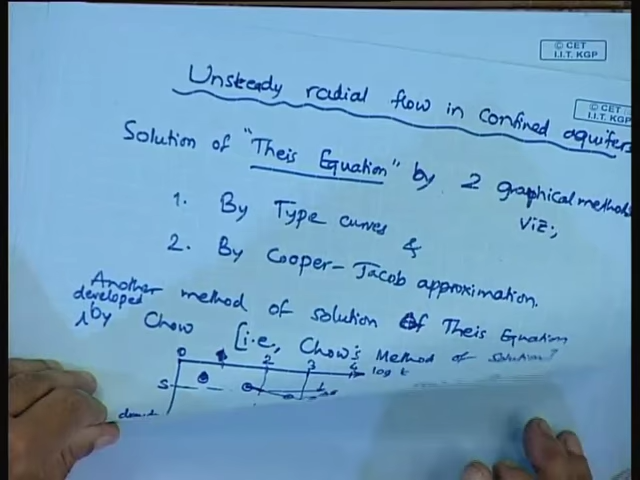 © CET
I.I.T. KGP
© CET
I.I.T. KGP
Unsteady radial flow in confined aquifers
Solution of "Theis Equation" by 2 graphical methods
viz;,
1. By Type curves &
2. By Cooper-Jacob approximation.
Another method of solution of Theis Equation
developed
by Chow [i.e., Chow's Method of Solution]
0 2 3 4 log t
S